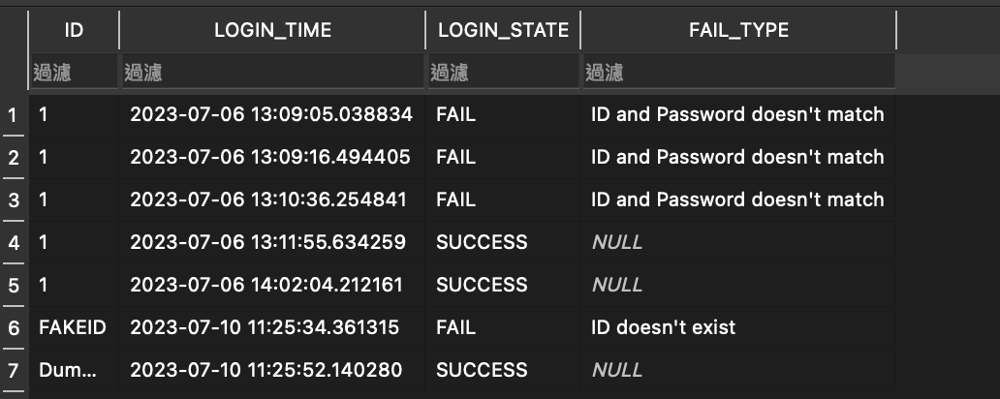 ID LOGIN_TIME LOGIN_STATE FAIL_TYPE
過濾 過濾 過濾 過濾
1 1 2023-07-06 13:09:05.038834 FAIL ID and Password doesn't match
2 1 2023-07-06 13:09:16.494405 FAIL ID and Password doesn't match
3 1 2023-07-06 13:10:36.254841 FAIL ID and Password doesn't match
4 1 2023-07-06 13:11:55.634259 SUCCESS NULL
5 1 2023-07-06 14:02:04.212161 SUCCESS NULL
6 FAKEID 2023-07-10 11:25:34.361315 FAIL ID doesn't exist
7 Dum... 2023-07-10 11:25:52.140280 SUCCESS NULL